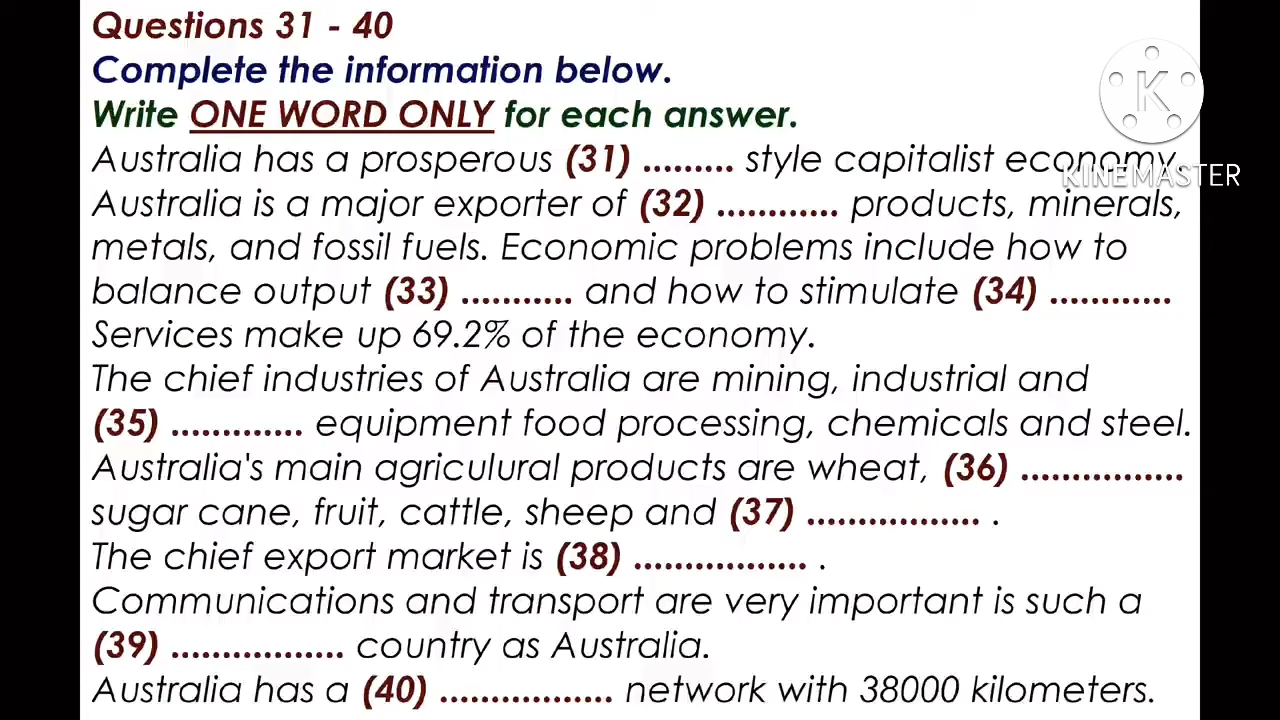 Questions 31 - 40
Complete the information below.
Write ONE WORD ONLY for each answer.
Australia has a prosperous (31) ......... style capitalist economy.
Australia is a major exporter of (32) ............ products, minerals,
metals, and fossil fuels. Economic problems include how to
balance output (33) ........... and how to stimulate (34) ............
Services make up 69.2% of the economy.
The chief industries of Australia are mining, industrial and
(35) ............. equipment food processing, chemicals and steel.
Australia's main agriculural products are wheat, (36) ................
sugar cane, fruit, cattle, sheep and (37) ................. .
The chief export market is (38) ................. .
Communications and transport are very important is such a
(39) ................. country as Australia.
Australia has a (40) ................. network with 38000 kilometers.
K
KINEMASTER